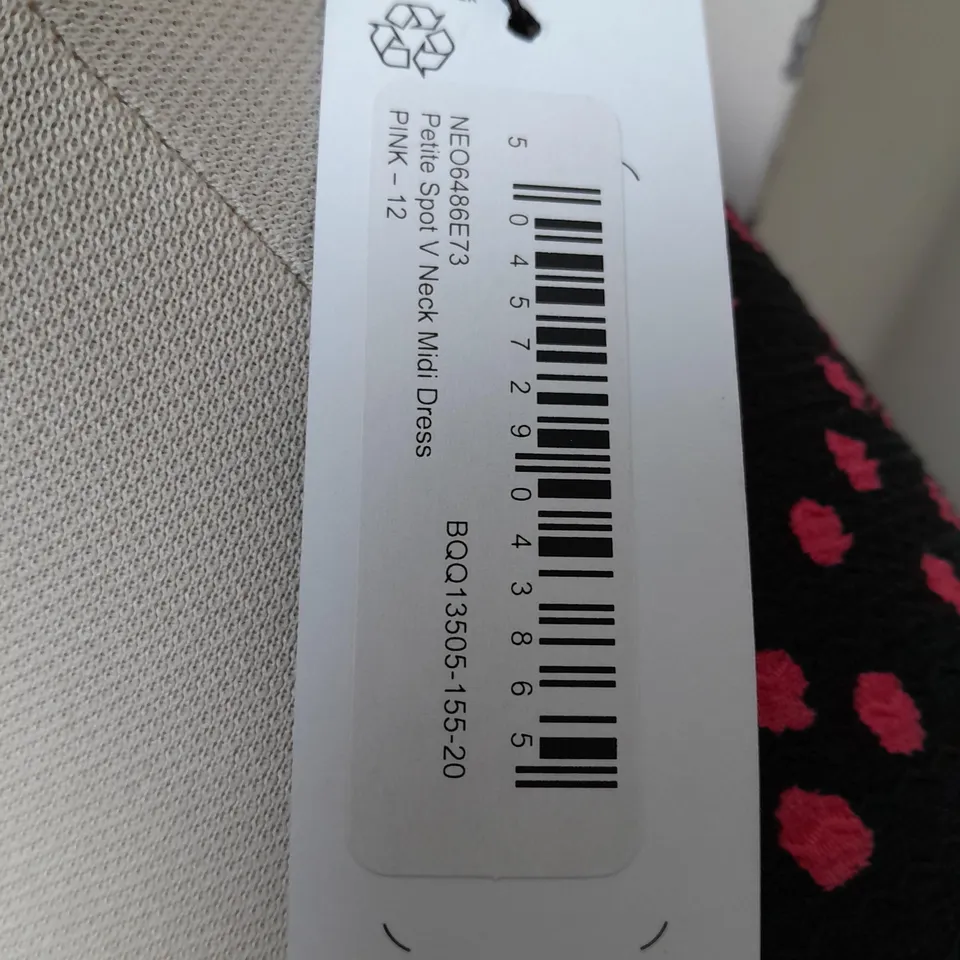 5 045729 043865
NEO6486E73
Petite Spot V Neck Midi Dress
PINK – 12
BQQ13505-155-20